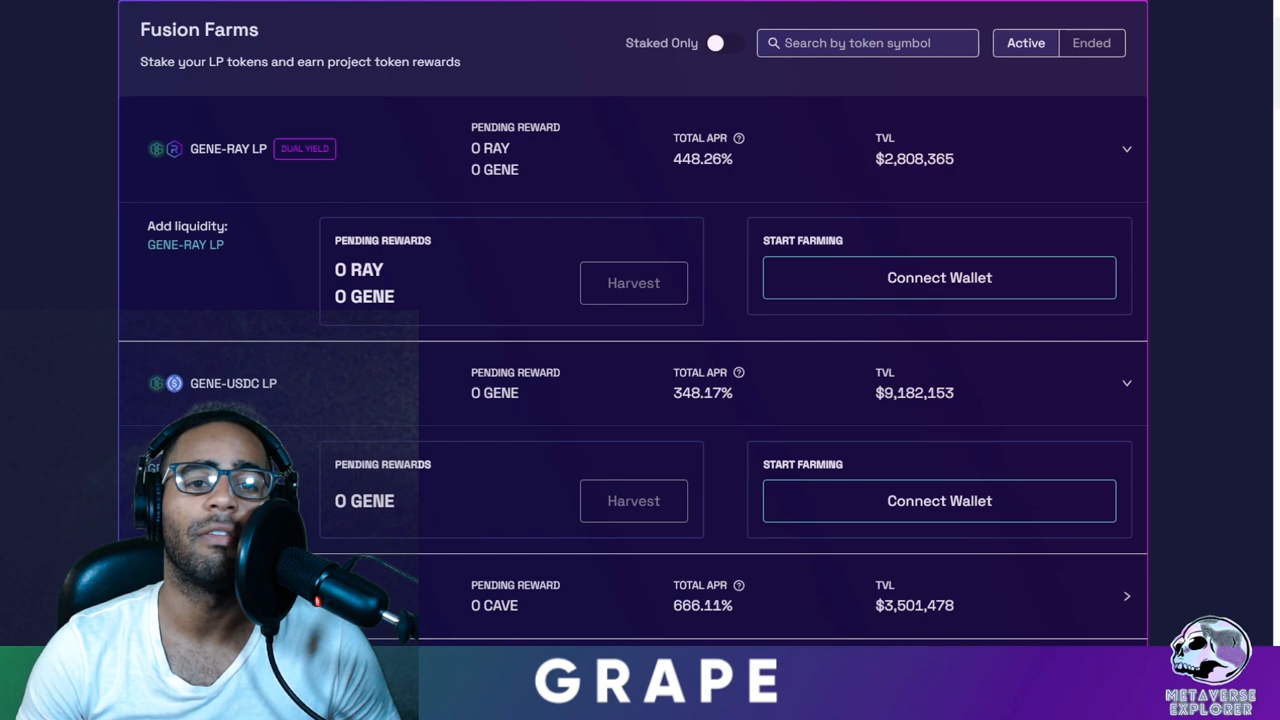 Fusion Farms
Stake your LP tokens and earn project token rewards
Staked Only
Search by token symbol
Active
Ended
GENE-RAY LP
DUAL YIELD
PENDING REWARD
0 RAY
0 GENE
TOTAL APR
448.26%
TVL
$2,808,365
Add liquidity:
GENE-RAY LP
PENDING REWARDS
0 RAY
0 GENE
Harvest
START FARMING
Connect Wallet
GENE-USDC LP
PENDING REWARD
0 GENE
TOTAL APR
348.17%
TVL
$9,182,153
PENDING REWARDS
0 GENE
Harvest
START FARMING
Connect Wallet
PENDING REWARD
0 CAVE
TOTAL APR
666.11%
TVL
$3,501,478
GRAPE
METAVERSE
EXPLORER